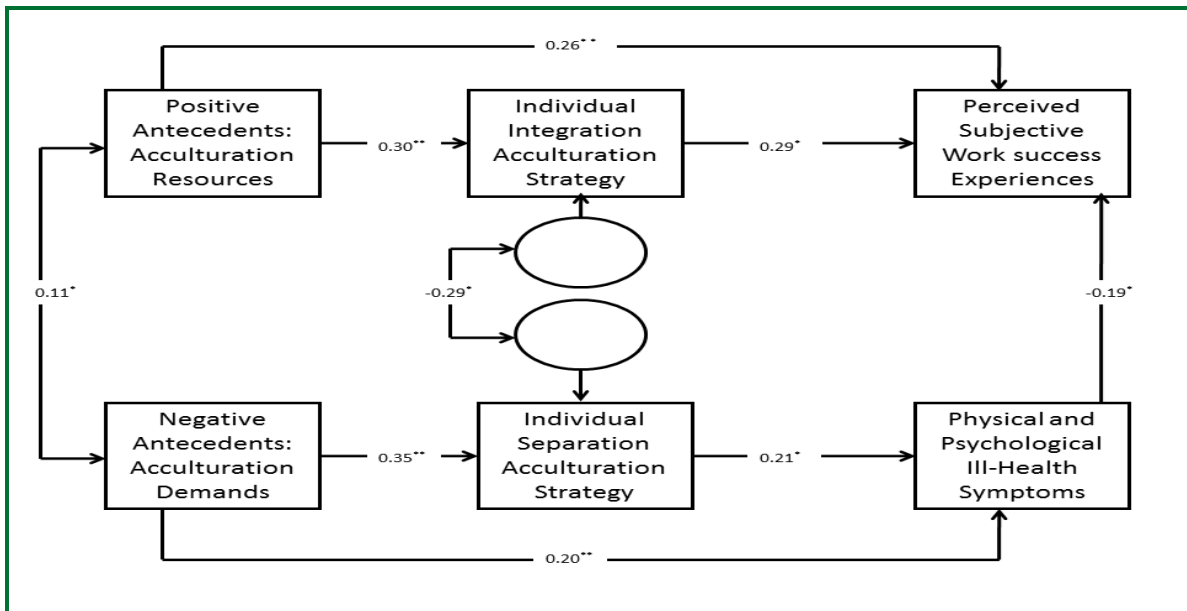 0.26**
Positive
Antecedents:
Acculturation
Resources
0.30**
Individual
Integration
Acculturation
Strategy
0.29*
Perceived
Subjective
Work success
Experiences
0.11*
-0.29*
-0.19*
Negative
Antecedents:
Acculturation
Demands
0.35**
Individual
Separation
Acculturation
Strategy
0.21*
Physical and
Psychological
Ill-Health
Symptoms
0.20**